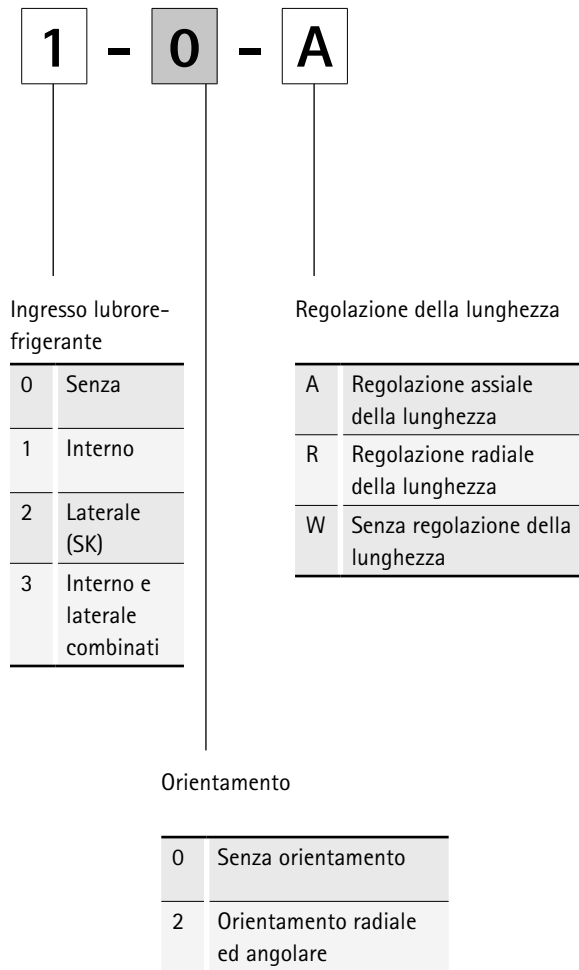 1 - 0 - A
Ingresso lubrore-
frigerante
0 Senza
1 Interno
2 Laterale
(SK)
3 Interno e
laterale
combinati
Regolazione della lunghezza
A Regolazione assiale
della lunghezza
R Regolazione radiale
della lunghezza
W Senza regolazione della
lunghezza
Orientamento
0 Senza orientamento
2 Orientamento radiale
ed angolare